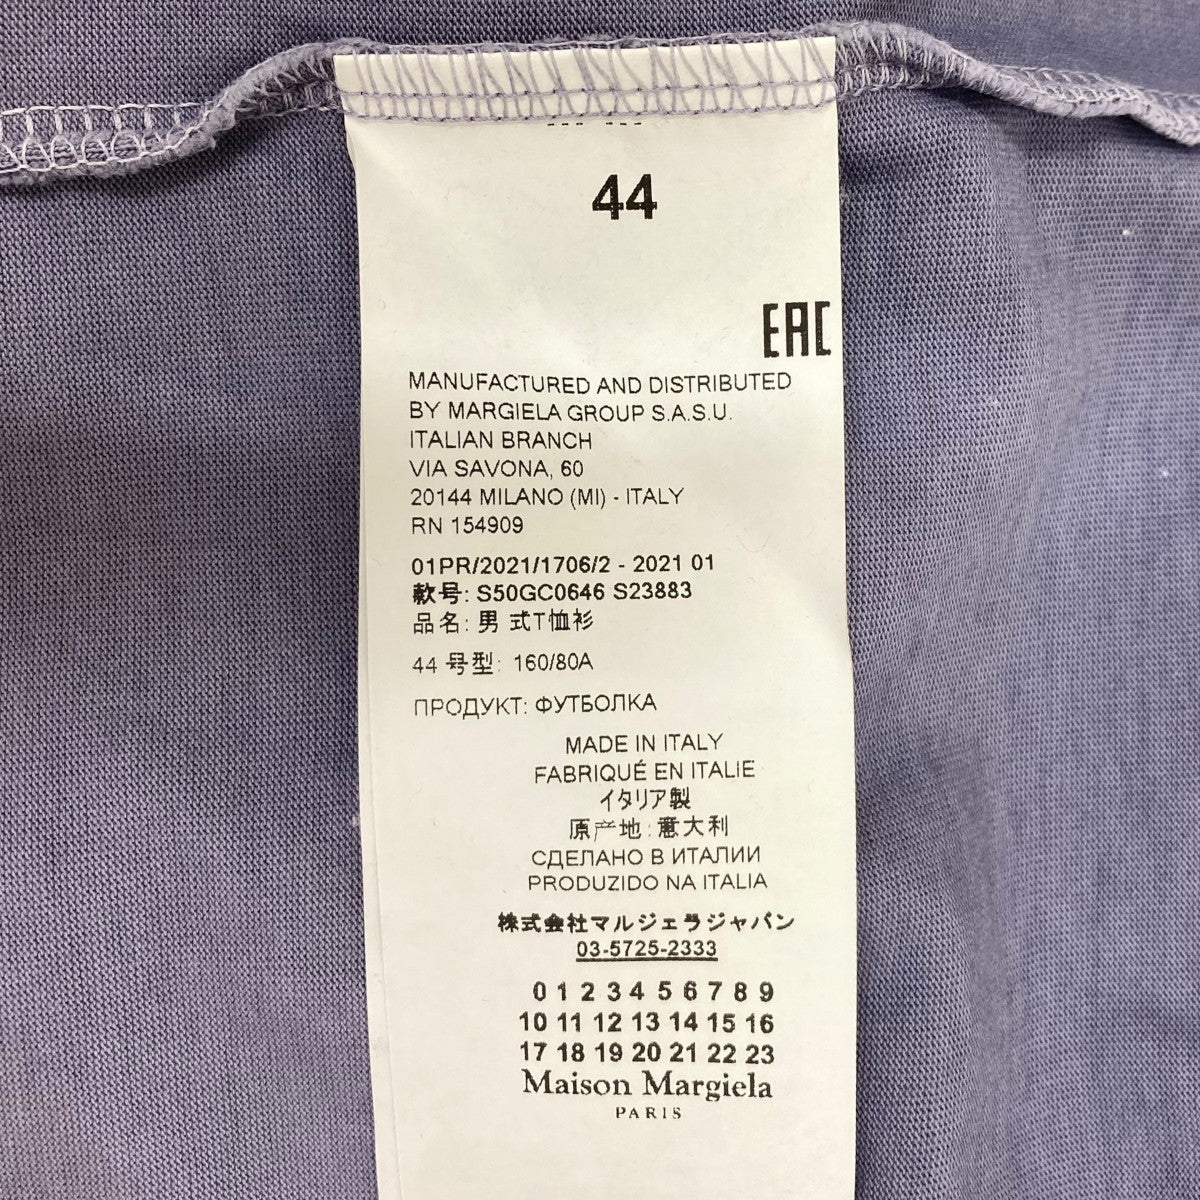 44
EAC
MANUFACTURED AND DISTRIBUTED
BY MARGIELA GROUP S.A.S.U.
ITALIAN BRANCH
VIA SAVONA, 60
20144 MILANO (MI) - ITALY
RN 154909
01PR/2021/1706/2 - 2021 01
款号: S50GC0646 S23883
品名: 男 式T恤衫
44 号型: 160/80A
ПРОДУКТ: ФУТБОЛКА
MADE IN ITALY
FABRIQUÉ EN ITALIE
イタリア製
原产地: 意大利
СДЕЛАНО В ИТАЛИИ
PRODUZIDO NA ITALIA
株式会社マルジェラジャパン
03-5725-2333
0 1 2 3 4 5 6 7 8 9
10 11 12 13 14 15 16
17 18 19 20 21 22 23
Maison Margiela
PARIS